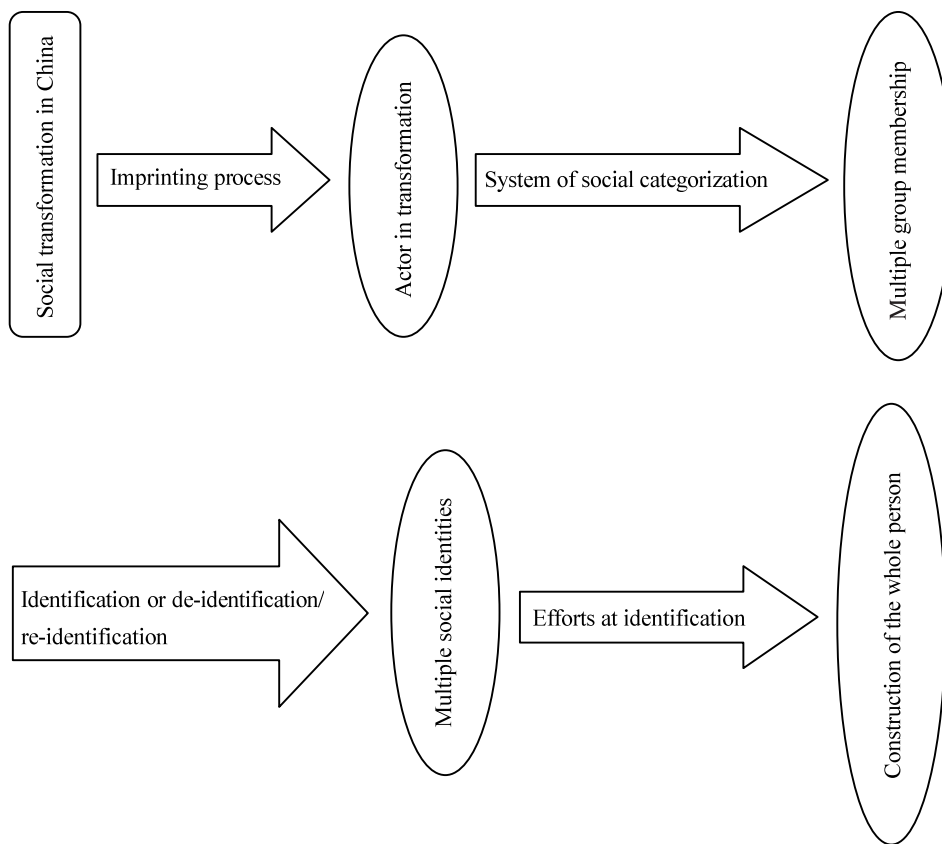 Social transformation in China
Imprinting process
Actor in transformation
System of social categorization
Multiple group membership
Identification or de-identification/
re-identification
Multiple social identities
Efforts at identification
Construction of the whole person